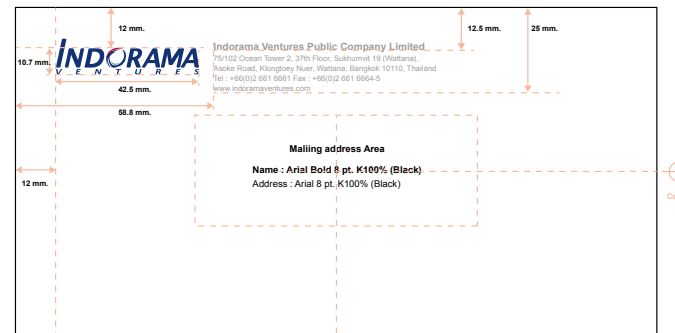 12 mm.
12.5 mm.
25 mm.
10.7 mm.
INDORAMA
VENTURES
Indorama Ventures Public Company Limited
75/102 Ocean Tower 2, 37th Floor, Sukhumvit 19 (Wattana),
Asoke Road, Klongtoey Nuer, Wattana, Bangkok 10110, Thailand
Tel : +66(0)2 661 6661 Fax : +66(0)2 661 6664-5
www.indoramaventures.com
42.5 mm.
58.8 mm.
12 mm.
Maliing address Area
Name : Arial Bold 8 pt. K100% (Black)
Address : Arial 8 pt. K100% (Black)